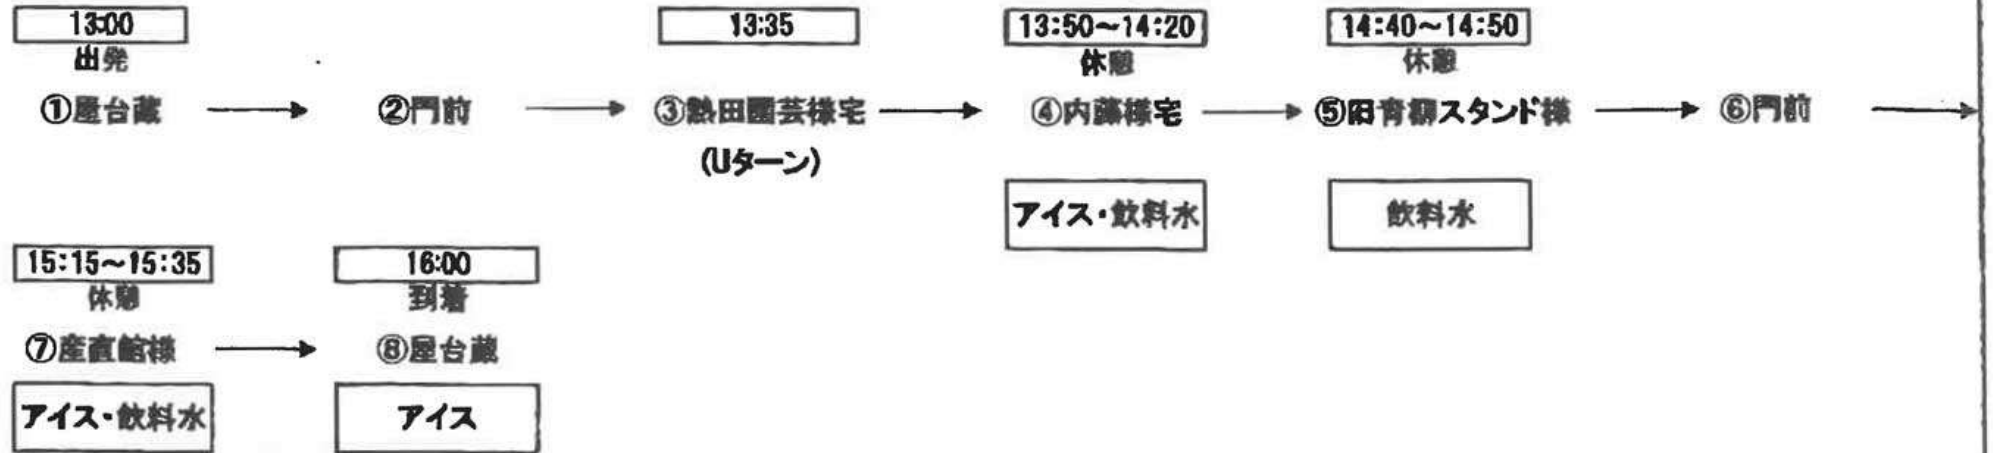 13:00
出発
①屋台蔵
②門前
13:35
③熱田園芸様宅
(Uターン)
13:50~14:20
休憩
④内藤様宅
アイス・飲料水
14:40~14:50
休憩
⑤旧青柳スタンド様
飲料水
⑥門前
15:15~15:35
休憩
⑦産直館様
アイス・飲料水
16:00
到着
⑧屋台蔵
アイス